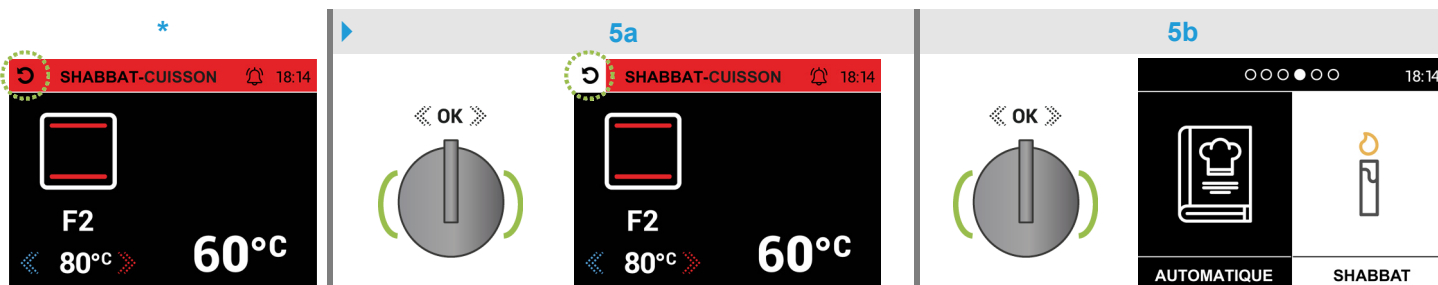 *
SHABBAT-CUISSON 18:14
F2
80°C 60°C
5a
OK
SHABBAT-CUISSON 18:14
F2
80°C 60°C
5b
OK
18:14
AUTOMATIQUE SHABBAT